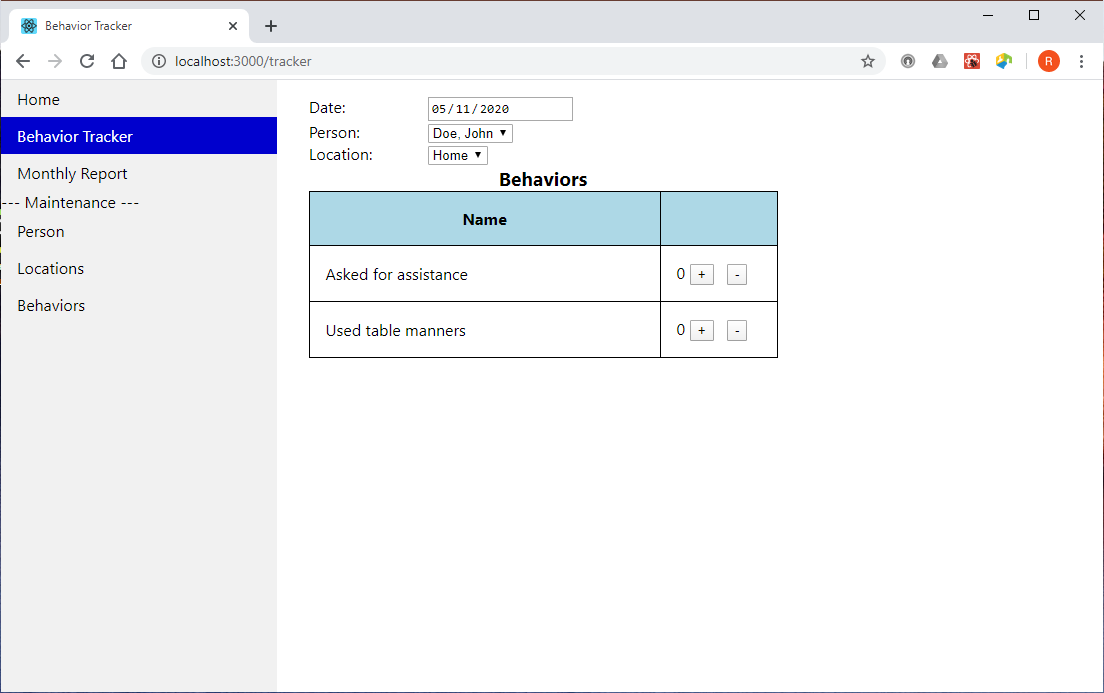 Behavior Tracker
localhost:3000/tracker
R
Home
Behavior Tracker
Monthly Report
--- Maintenance ---
Person
Locations
Behaviors
Date: 05/11/2020
Person: Doe, John
Location: Home
Behaviors
Name
Asked for assistance 0 + -
Used table manners 0 + -